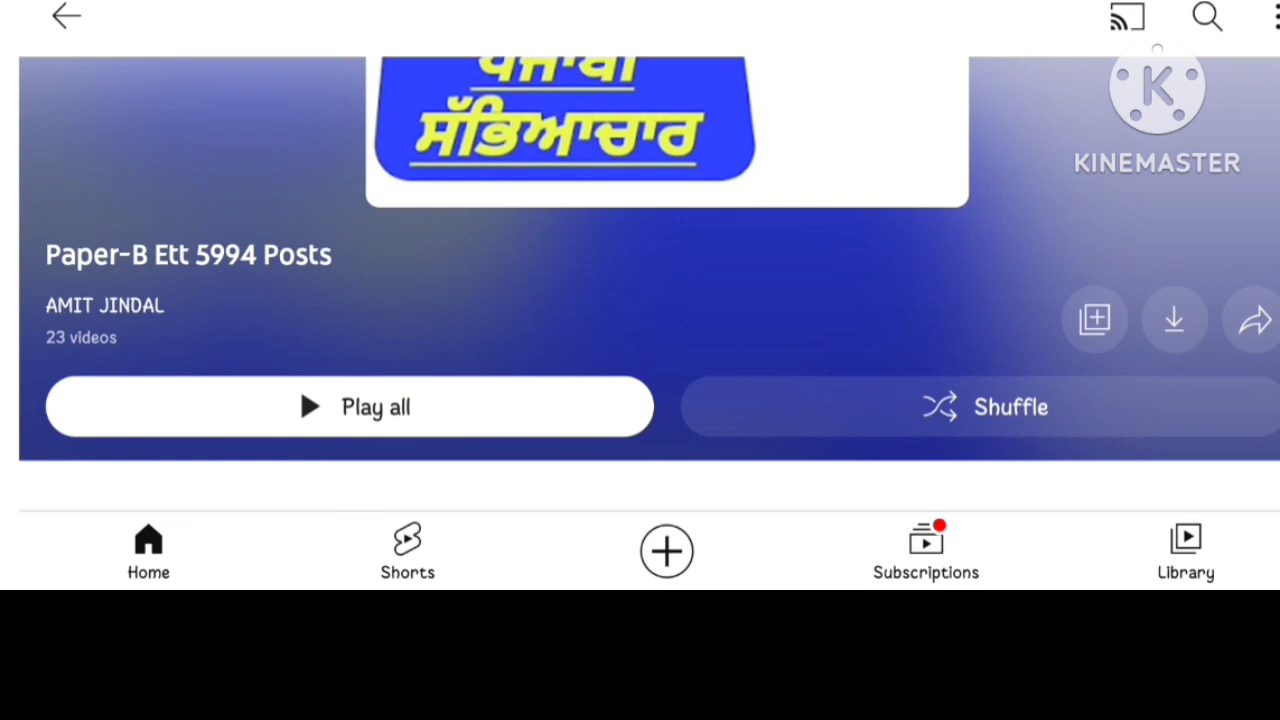 ਪੰਜਾਬੀ
ਸੱਭਿਆਚਾਰ
K
KINEMASTER
Paper-B Ett 5994 Posts
AMIT JINDAL
23 videos
Play all
Shuffle
Home
Shorts
Subscriptions
Library